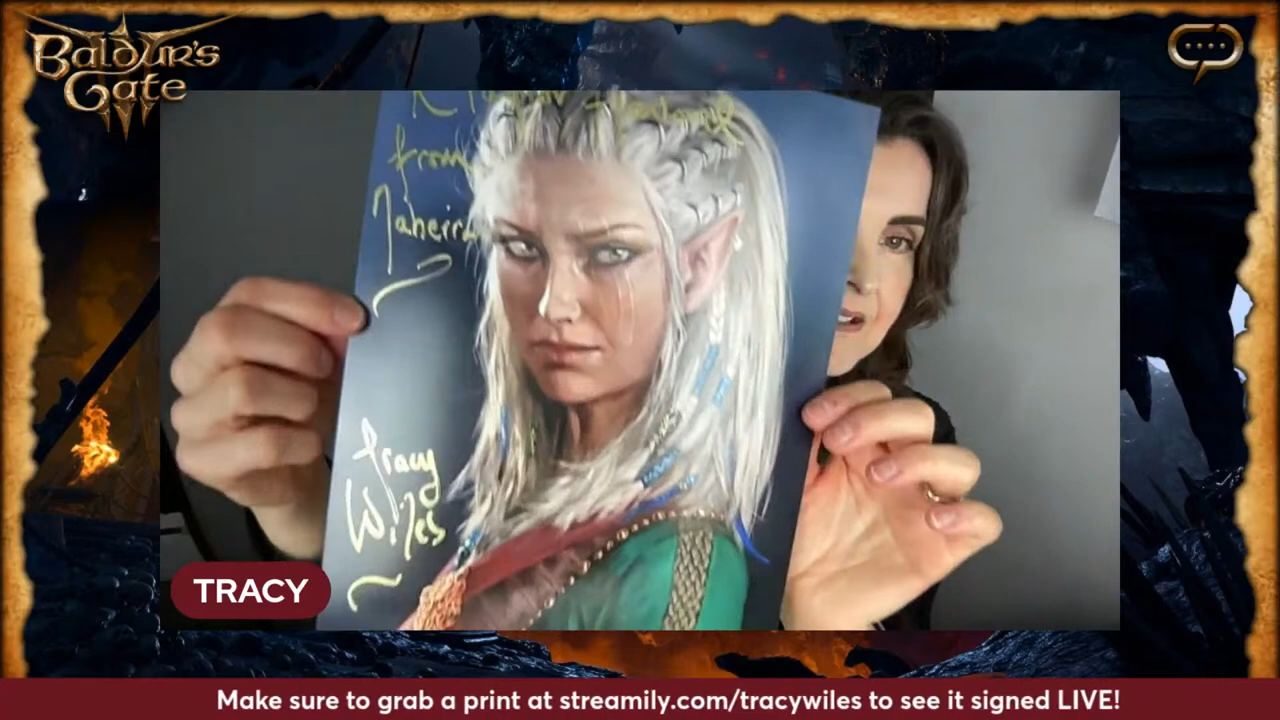 Baldur's
Gate
III
from
Jaheira
Tracy
Wiles
TRACY
Make sure to grab a print at streamily.com/tracywiles to see it signed LIVE!